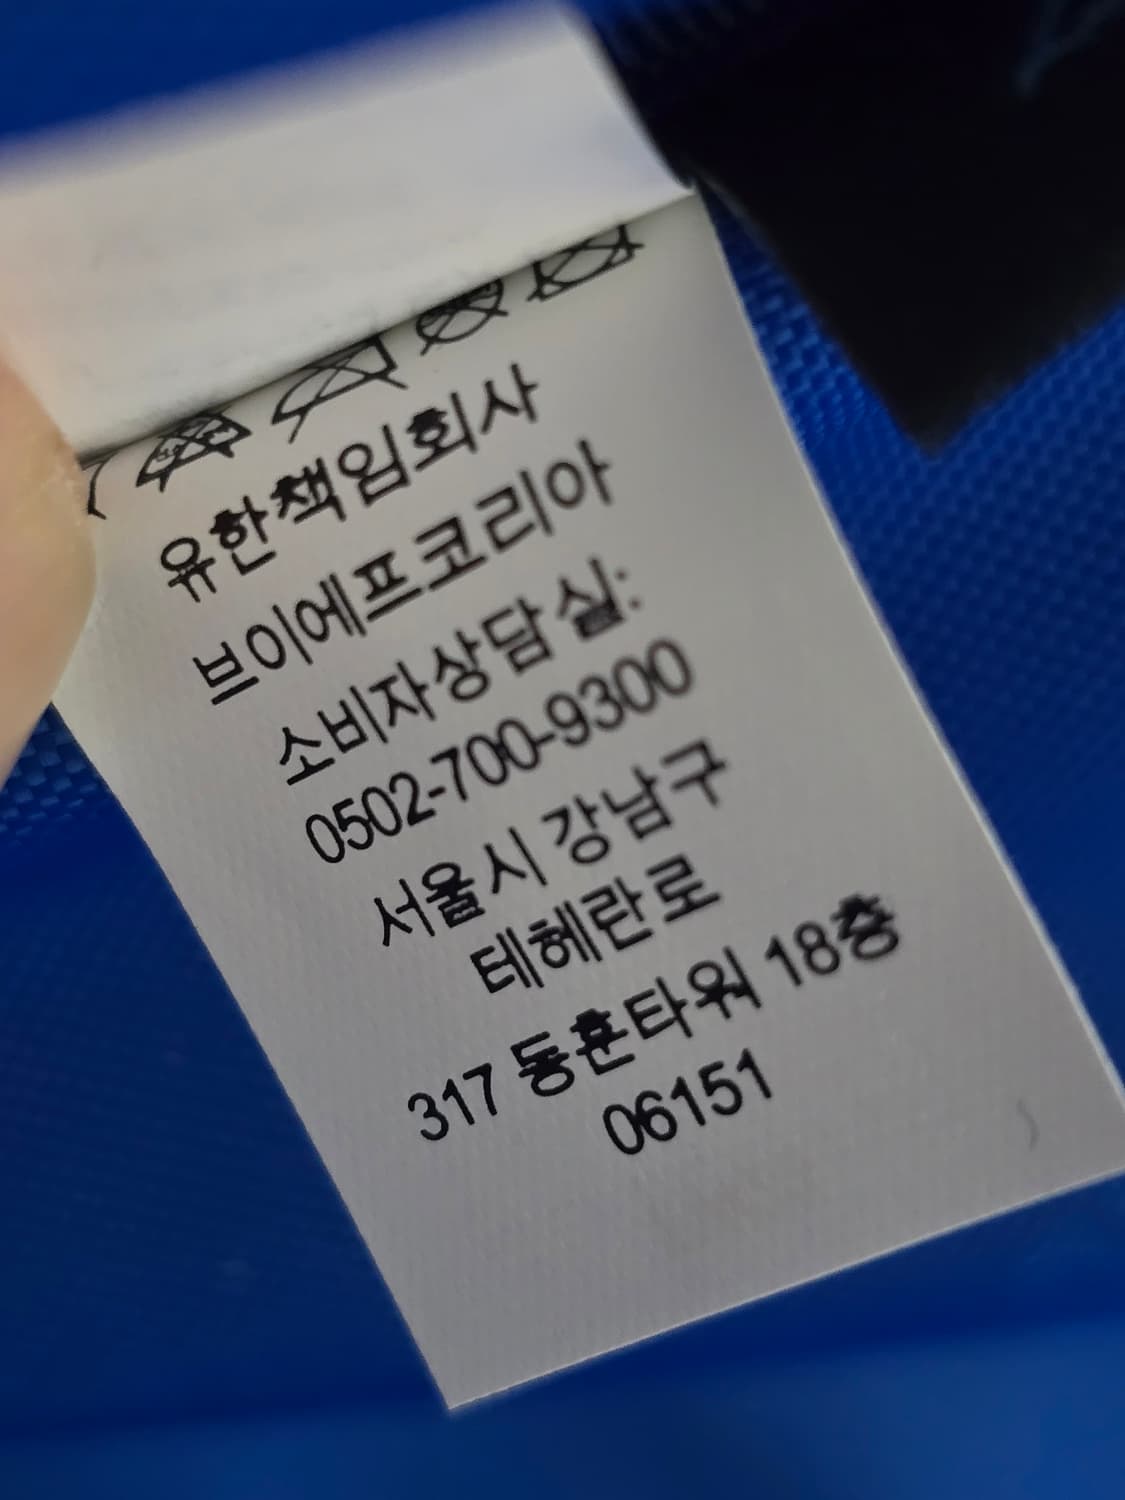 유한책임회사
브이에프코리아
소비자상담실:
0502-700-9300
서울시 강남구
테헤란로
317 동훈타워 18층
06151